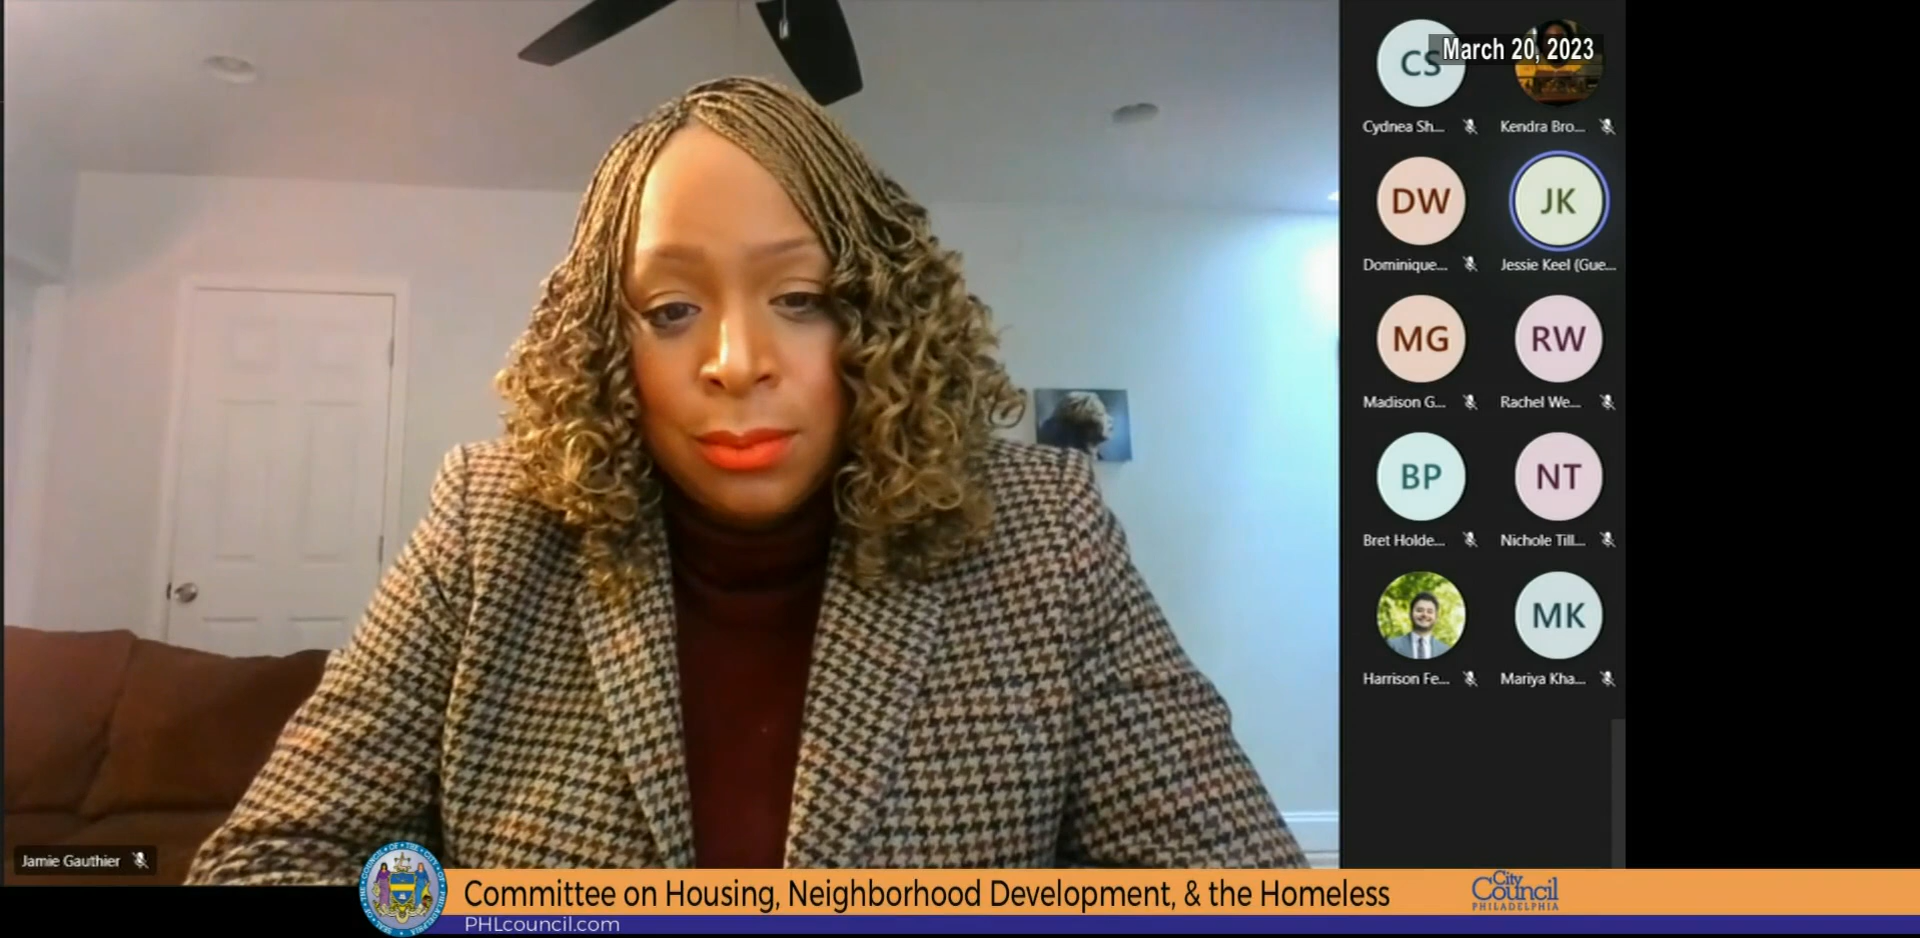 March 20, 2023
CS
Cydnea Sh...
Kendra Bro...
DW
JK
Dominique...
Jessie Keel (Gue...
MG
RW
Madison G...
Rachel We...
BP
NT
Bret Holde...
Nichole Till...
MK
Harrison Fe...
Mariya Kha...
Jamie Gauthier
Committee on Housing, Neighborhood Development, & the Homeless
City
Council
PHILADELPHIA
PHLcouncil.com